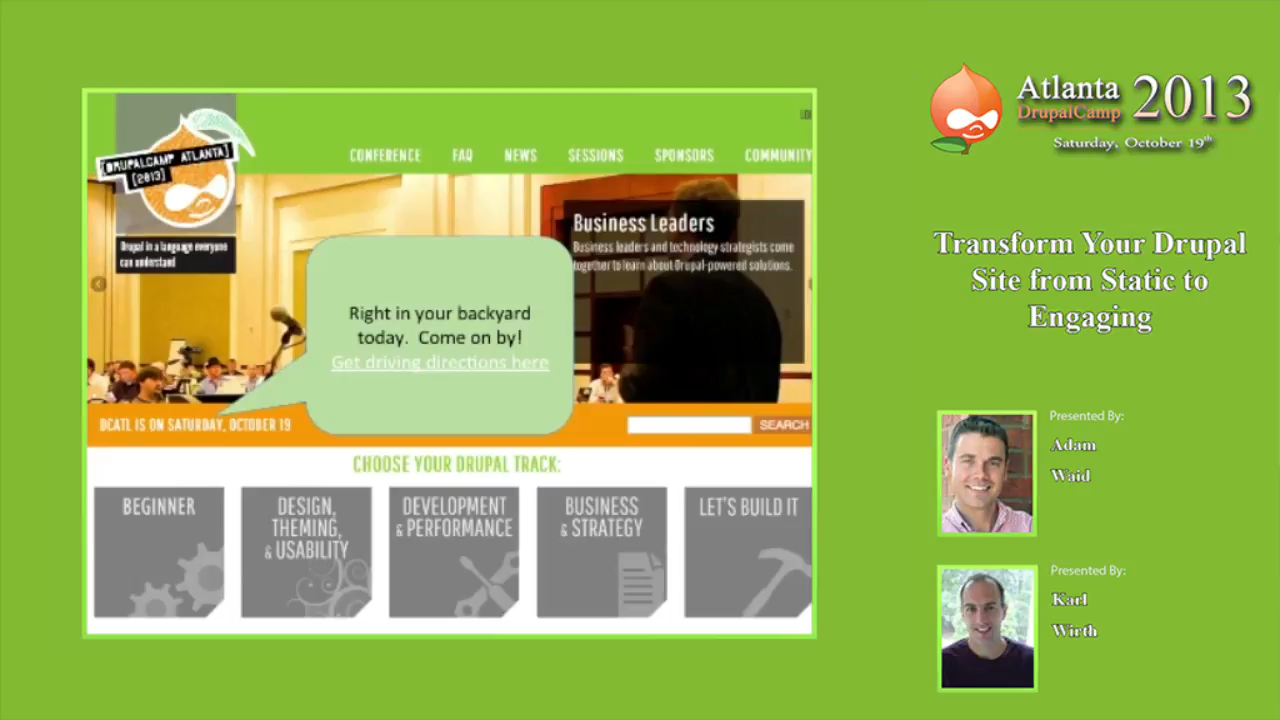 Atlanta 2013
DrupalCamp
Saturday, October 19th
Transform Your Drupal
Site from Static to
Engaging
Presented By:
Adam
Waid
Presented By:
Karl
Wirth
[DRUPALCAMP ATLANTA]
[2013]
Drupal in a language everyone
can understand
CONFERENCE FAQ NEWS SESSIONS SPONSORS COMMUNITY
Business Leaders
Business leaders and technology strategists come
together to learn about Drupal-powered solutions.
Right in your backyard
today. Come on by!
Get driving directions here
DCATL IS ON SATURDAY, OCTOBER 19
SEARCH
CHOOSE YOUR DRUPAL TRACK:
BEGINNER
DESIGN,
THEMING,
& USABILITY
DEVELOPMENT
& PERFORMANCE
BUSINESS
& STRATEGY
LET'S BUILD IT